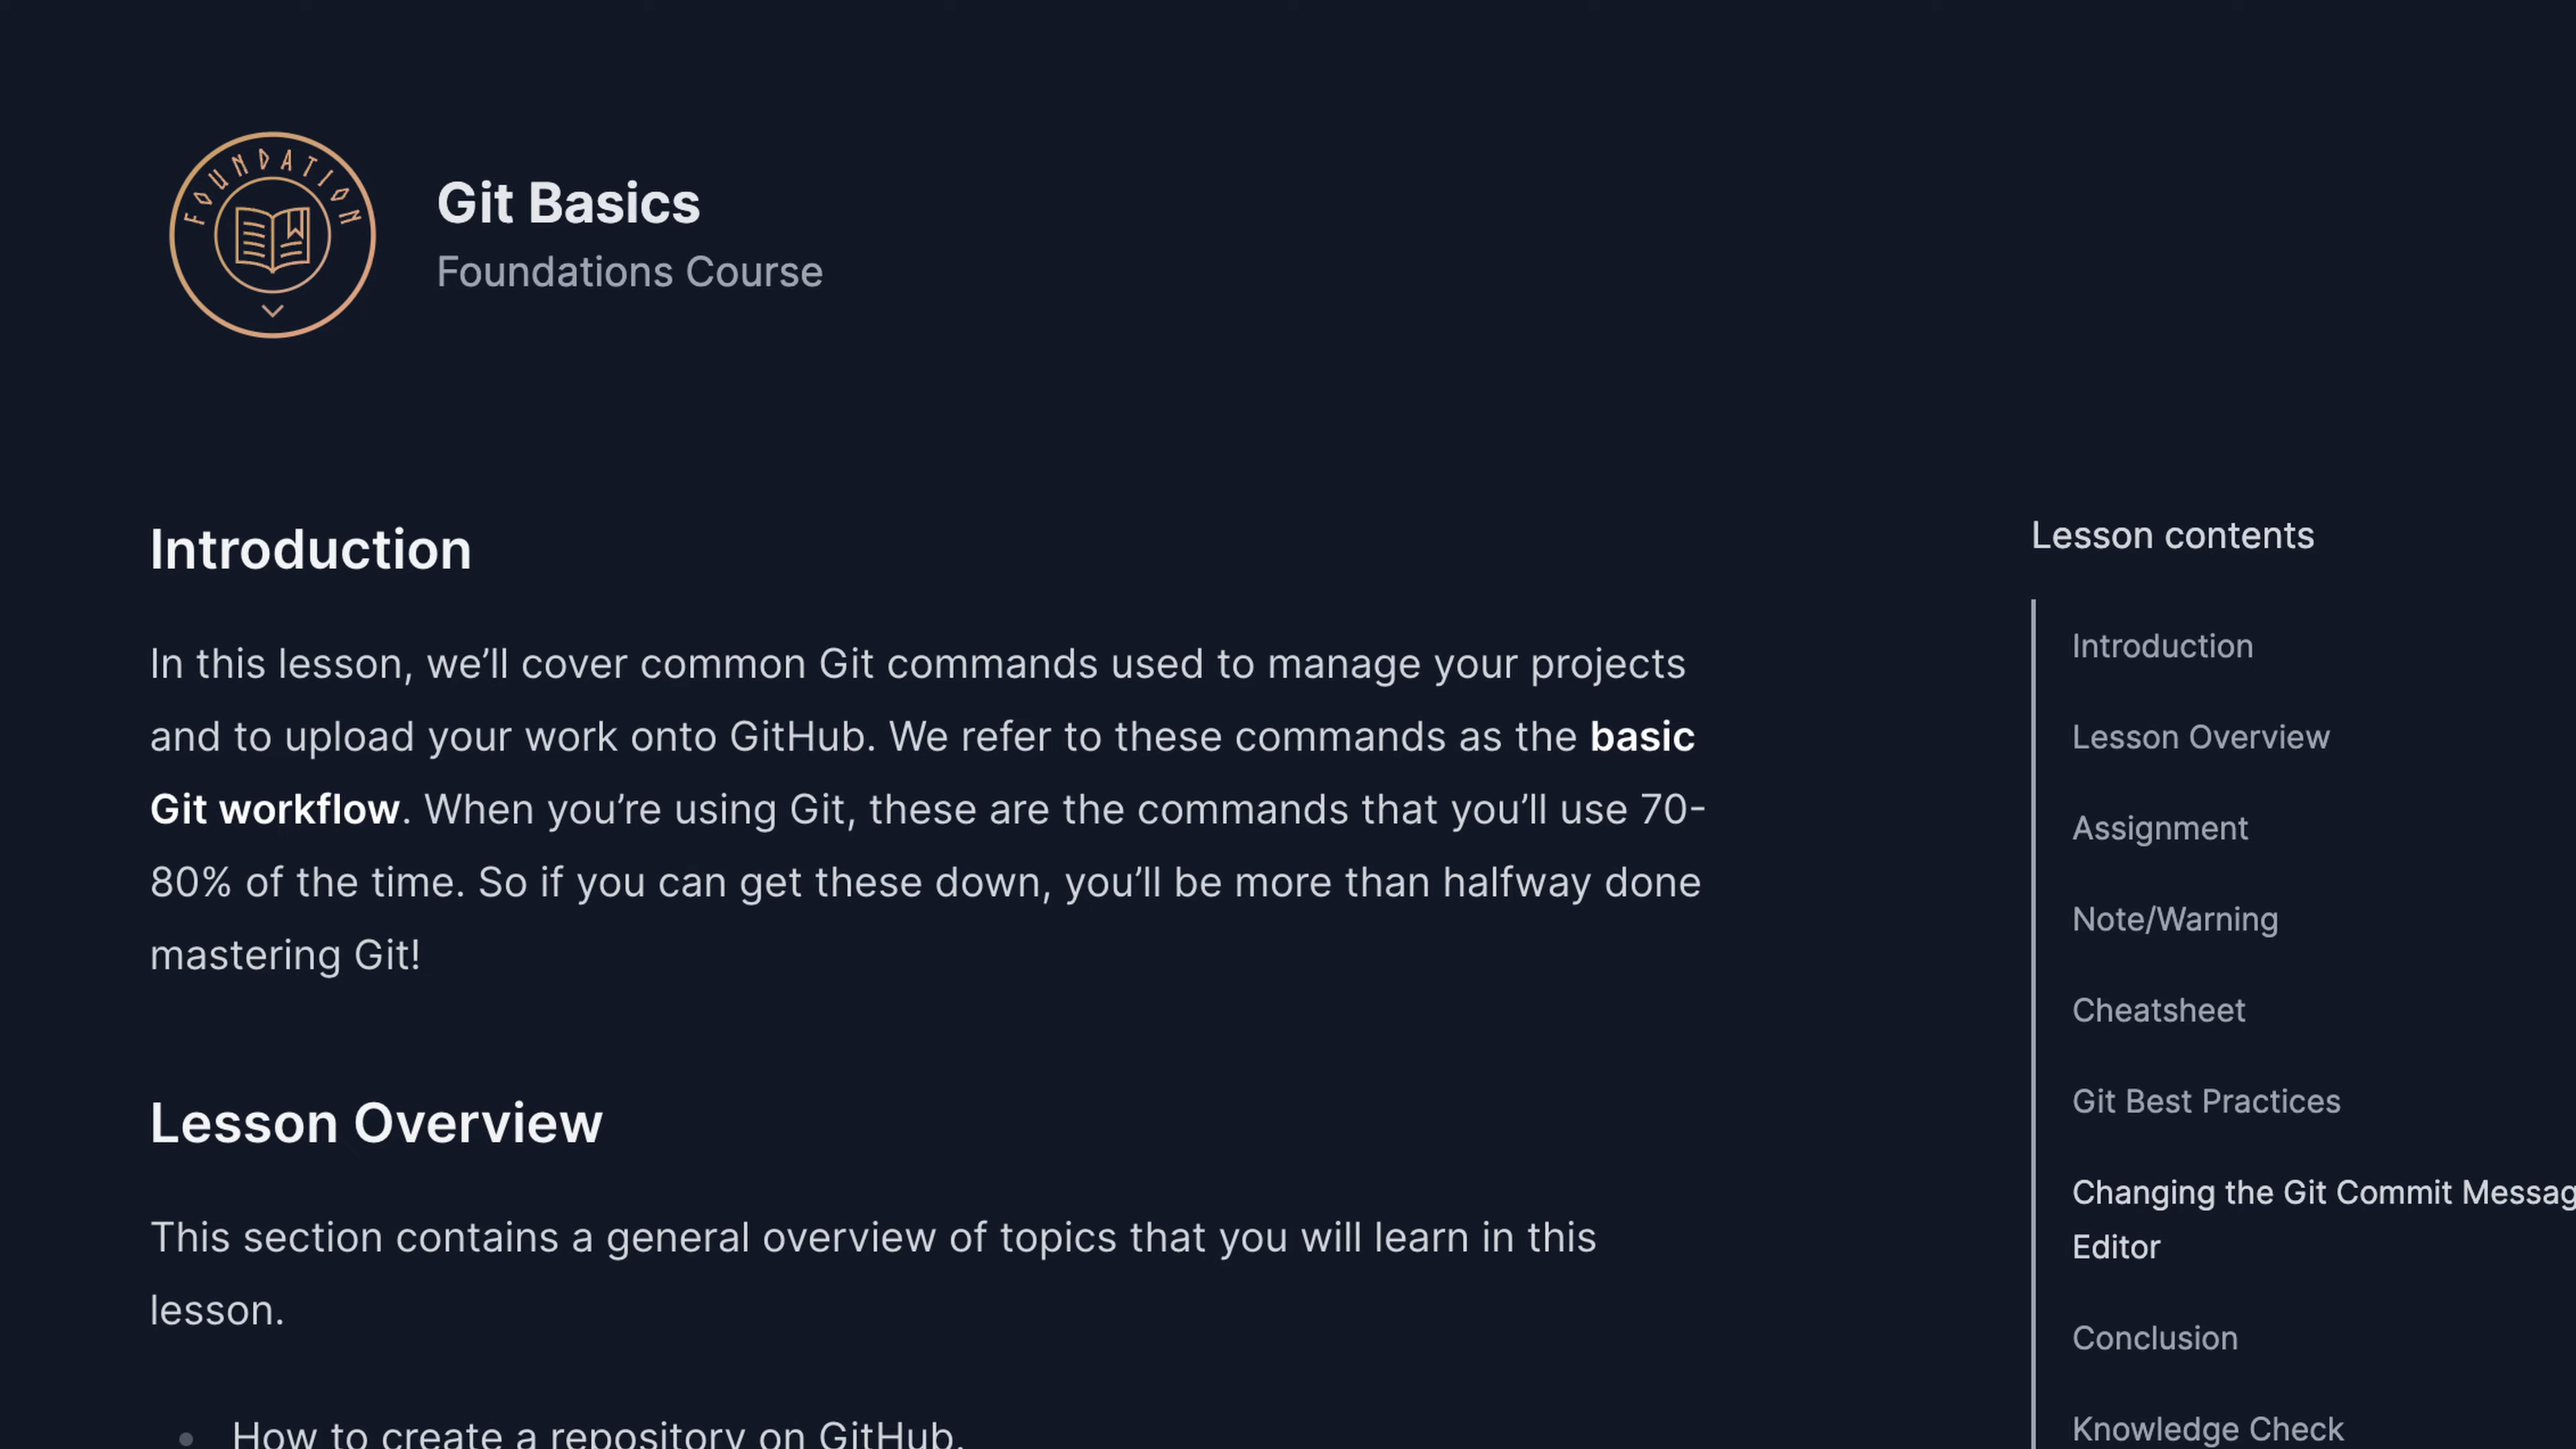 FOUNDATION
Git Basics
Foundations Course
Introduction
In this lesson, we’ll cover common Git commands used to manage your projects
and to upload your work onto GitHub. We refer to these commands as the basic
Git workflow. When you’re using Git, these are the commands that you’ll use 70-
80% of the time. So if you can get these down, you’ll be more than halfway done
mastering Git!
Lesson Overview
This section contains a general overview of topics that you will learn in this
lesson.
How to create a repository on GitHub.
Lesson contents
Introduction
Lesson Overview
Assignment
Note/Warning
Cheatsheet
Git Best Practices
Changing the Git Commit Messag
Editor
Conclusion
Knowledge Check